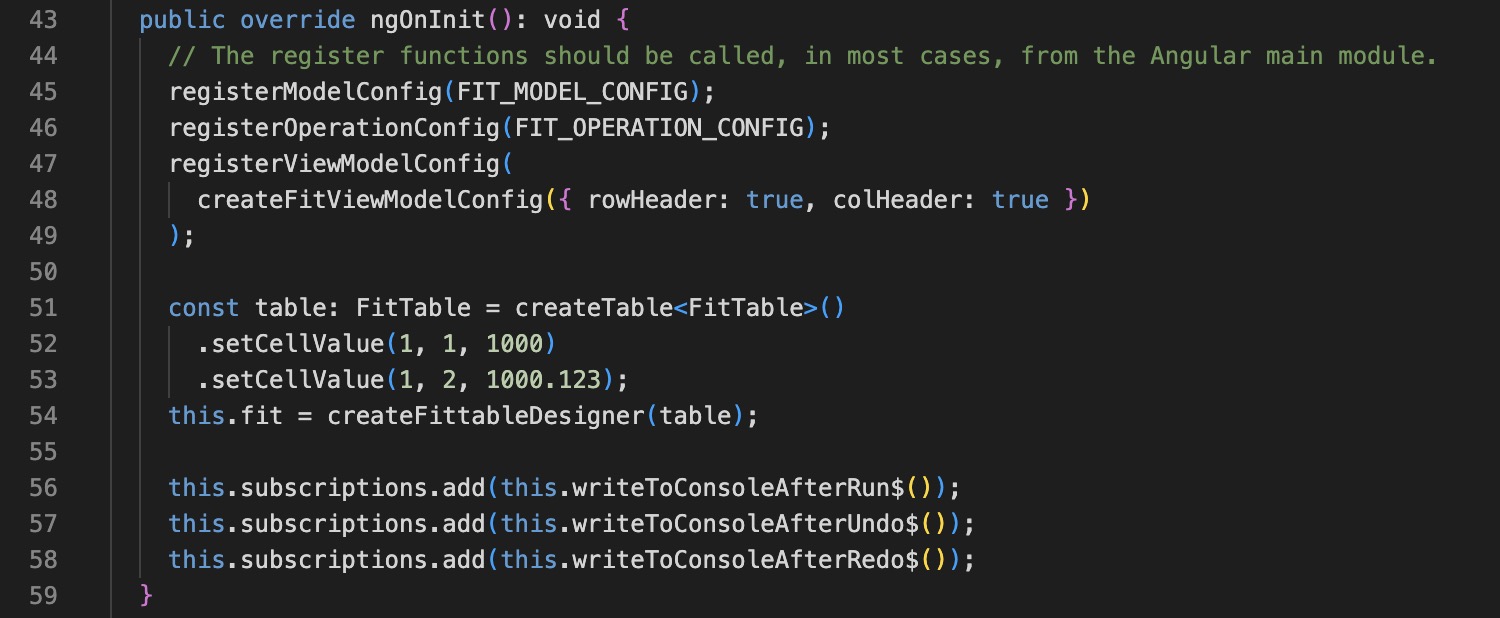 43 public override ngOnInit(): void {
44 // The register functions should be called, in most cases, from the Angular main module.
45 registerModelConfig(FIT_MODEL_CONFIG);
46 registerOperationConfig(FIT_OPERATION_CONFIG);
47 registerViewModelConfig(
48 createFitViewModelConfig({ rowHeader: true, colHeader: true })
49 );
50
51 const table: FitTable = createTable<FitTable>()
52 .setCellValue(1, 1, 1000)
53 .setCellValue(1, 2, 1000.123);
54 this.fit = createFittableDesigner(table);
55
56 this.subscriptions.add(this.writeToConsoleAfterRun$());
57 this.subscriptions.add(this.writeToConsoleAfterUndo$());
58 this.subscriptions.add(this.writeToConsoleAfterRedo$());
59 }